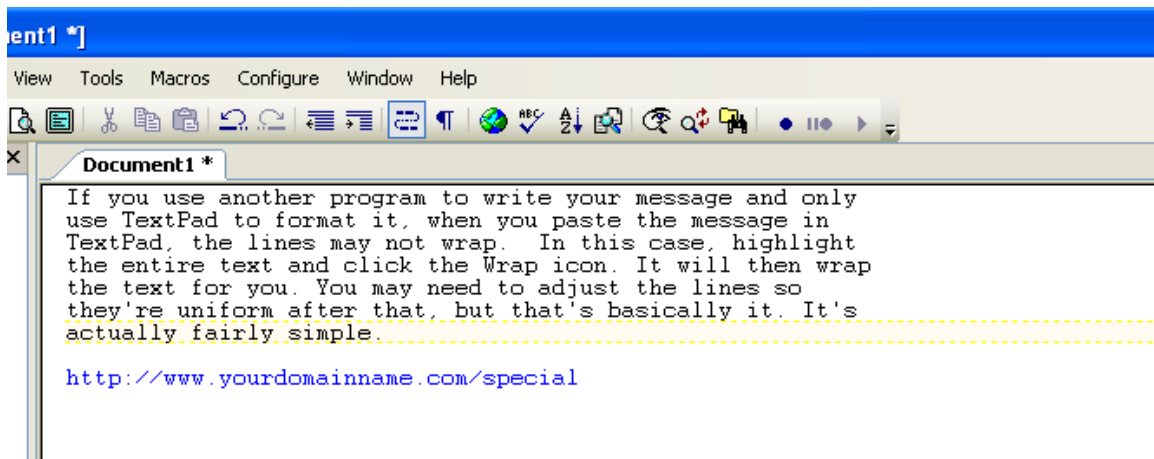 ent1 *]
View Tools Macros Configure Window Help
Document1 *
If you use another program to write your message and only
use TextPad to format it, when you paste the message in
TextPad, the lines may not wrap.  In this case, highlight
the entire text and click the Wrap icon. It will then wrap
the text for you. You may need to adjust the lines so
they're uniform after that, but that's basically it. It's
actually fairly simple.
http://www.yourdomainname.com/special